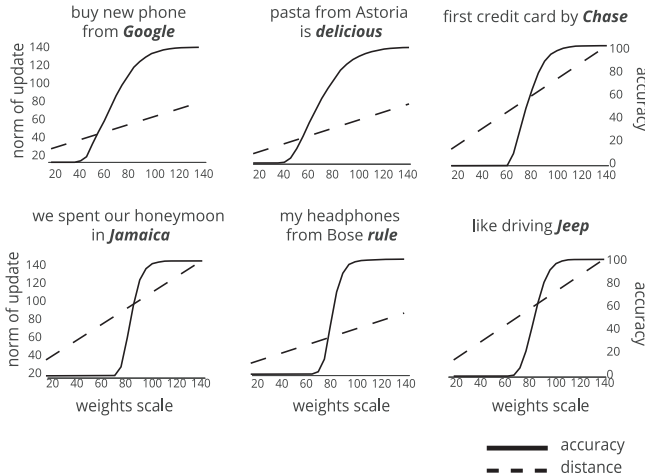 buy new phone
from Google
pasta from Astoria
is delicious
first credit card by Chase
norm of update
140
120
100
80
60
40
20
20 40 60 80 100 120 140
20 40 60 80 100 120 140
20 40 60 80 100 120 140
100
80
60
40
20
0
accuracy
we spent our honeymoon
in Jamaica
my headphones
from Bose rule
like driving Jeep
norm of update
140
120
100
80
60
40
20
20 40 60 80 100 120 140
weights scale
20 40 60 80 100 120 140
weights scale
20 40 60 80 100 120 140
weights scale
100
80
60
40
20
0
accuracy
accuracy
distance